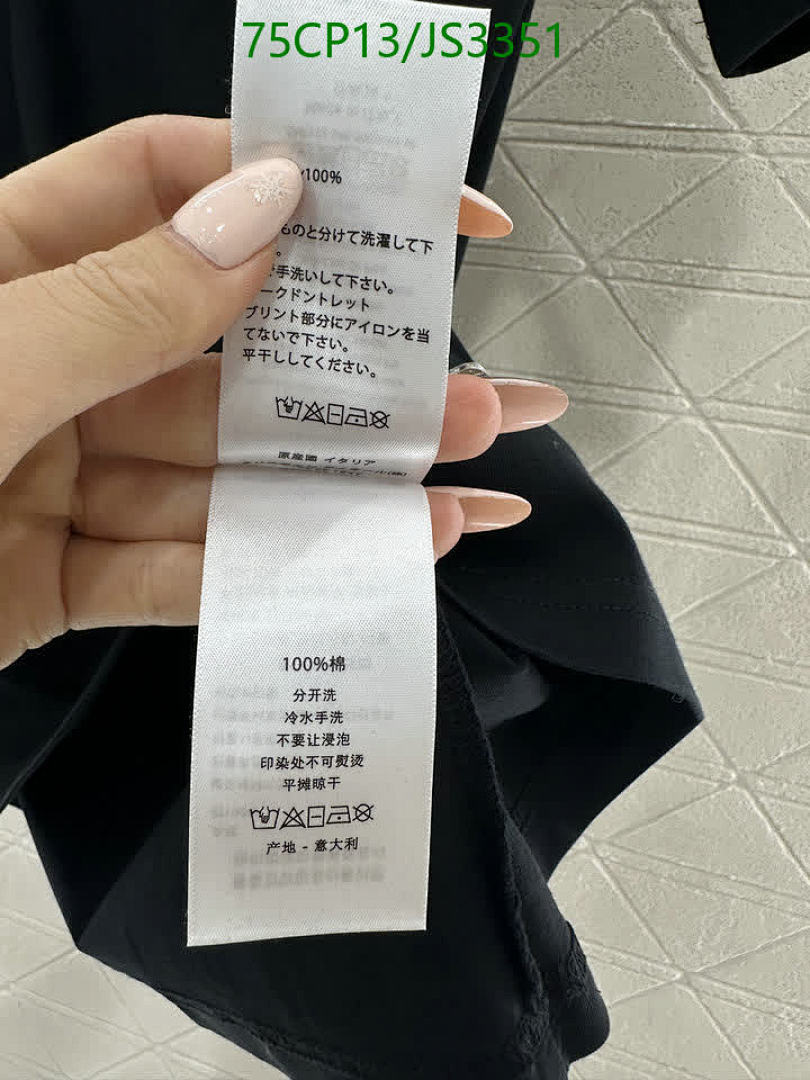 75CP13/JS3351
100%
ものと分けて洗濯して下
。
手洗いして下さい。
ークドントレット
プリント部分にアイロンを当
てないで下さい。
平干ししてください。
原産国 イタリア
100%棉
分开洗
冷水手洗
不要让浸泡
印染处不可熨烫
平摊晾干
产地 - 意大利